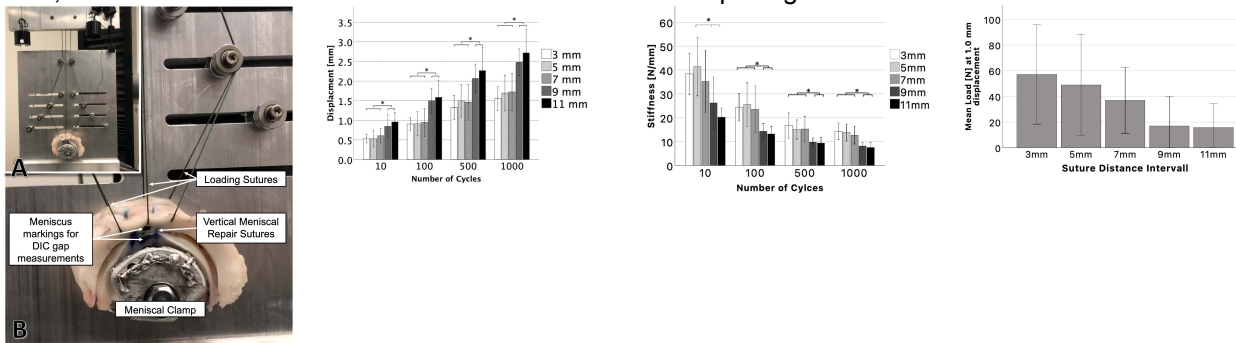 A
B
Loading Sutures
Meniscus
markings for
DIC gap
measurements
Vertical Meniscal
Repair Sutures
Meniscal Clamp
Displacment [mm]
3.5
3.0
2.5
2.0
1.5
1.0
0.5
0.0
* * * *
10 100 500 1000
Number of Cycles
3 mm
5 mm
7 mm
9 mm
11 mm
Stiffness [N/mm]
60
50
40
30
20
10
0
* * * *
10 100 500 1000
Number of Cylces
3mm
5mm
7mm
9mm
11mm
Mean Load [N] at 1.0 mm
displacement
100
80
60
40
20
0
3mm 5mm 7mm 9mm 11mm
Suture Distance Intervall